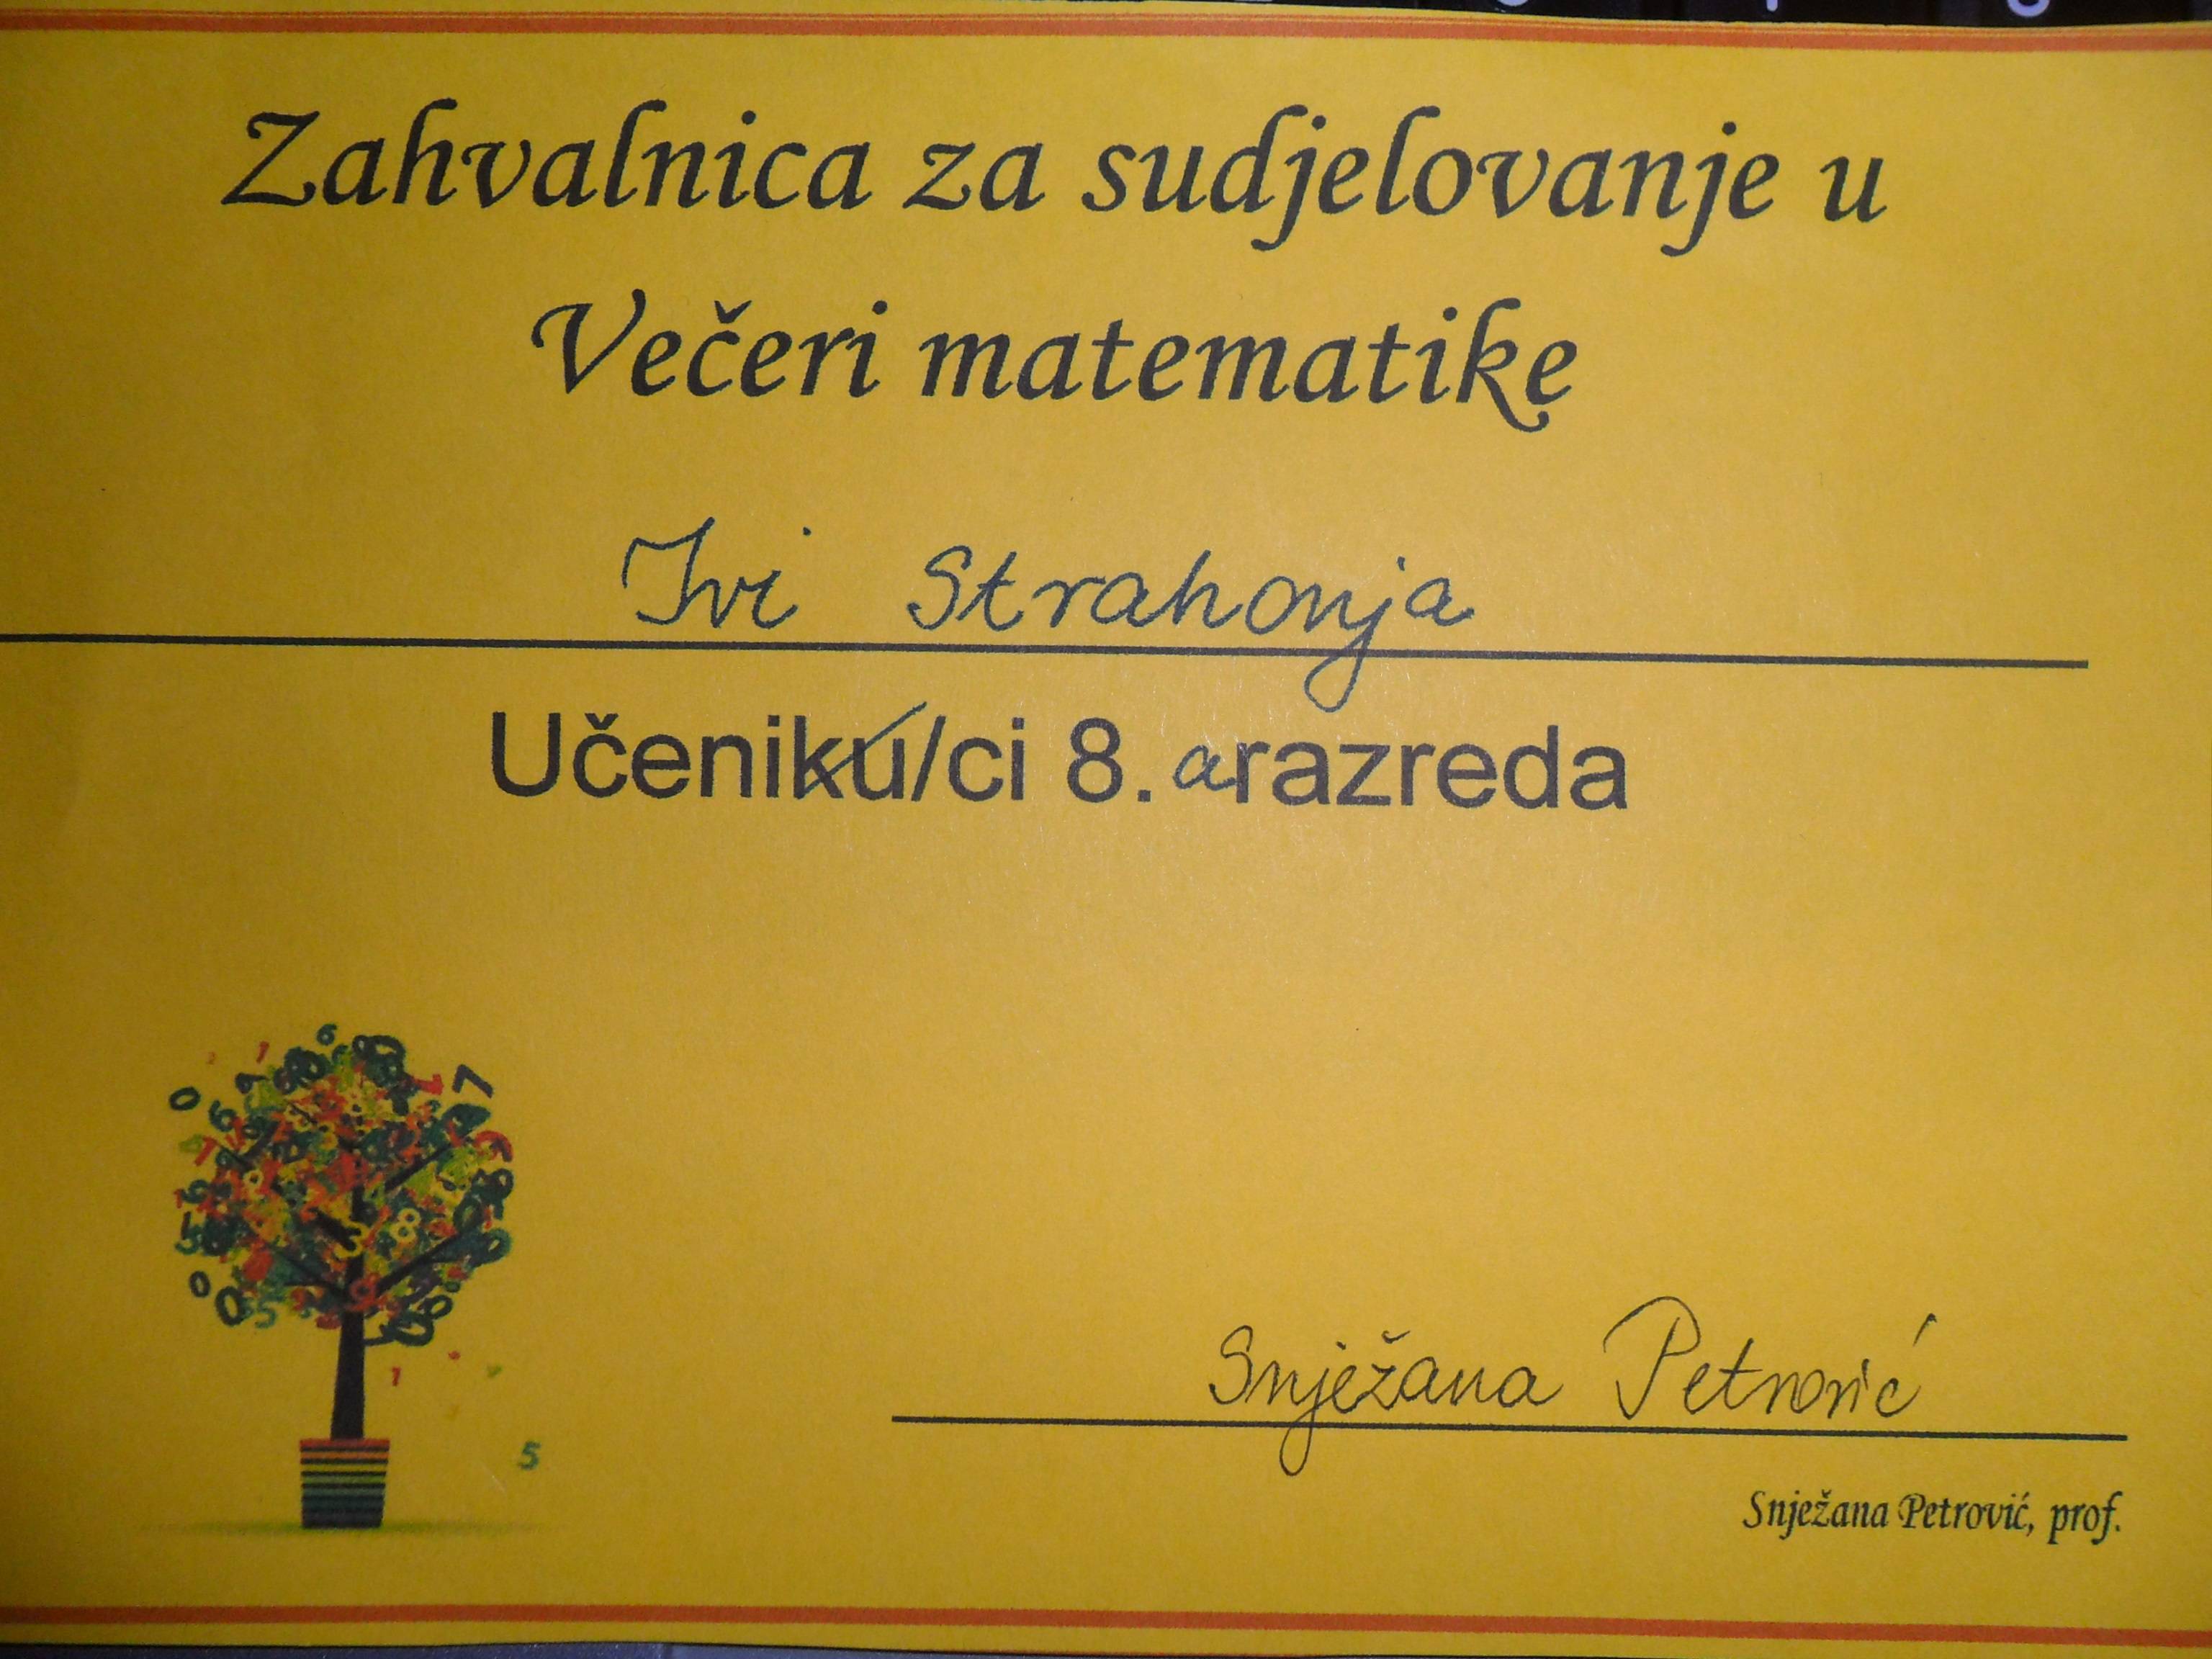 Zahvalnica za sudjelovanje u
Večeri matematike
Ivi Strahonja
Učeniku/ci 8. a razreda
Snježana Petrović
Snježana Petrović, prof.